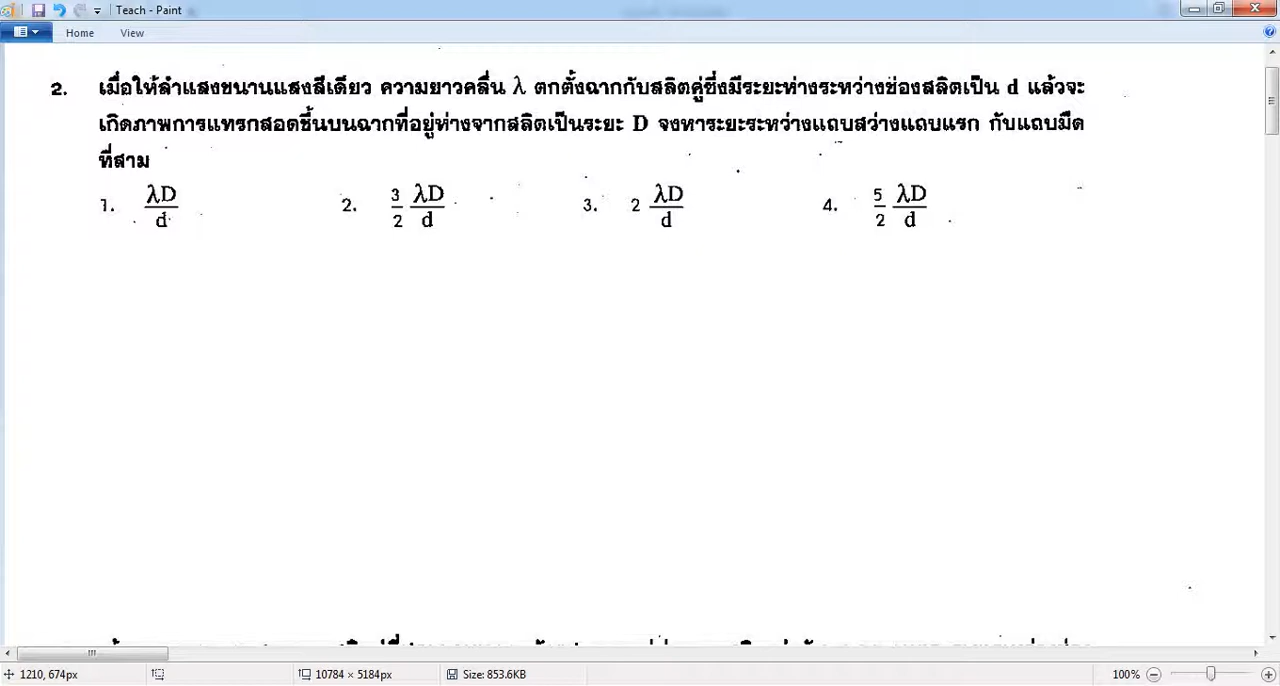 Teach - Paint
Home View
2. เมื่อให้ลำแสงขนานแสงสีเดียว ความยาวคลื่น λ ตกตั้งฉากกับสลิตคู่ซึ่งมีระยะห่างระหว่างช่องสลิตเป็น d แล้วจะ
เกิดภาพการแทรกสอดขึ้นบนฉากที่อยู่ห่างจากสลิตเป็นระยะ D จงหาระยะระหว่างแถบสว่างแถบแรก กับแถบมืด
ที่สาม
1. λD/d 2. 3/2 λD/d 3. 2 λD/d 4. 5/2 λD/d
1210, 674px 10784 × 5184px Size: 853.6KB 100%